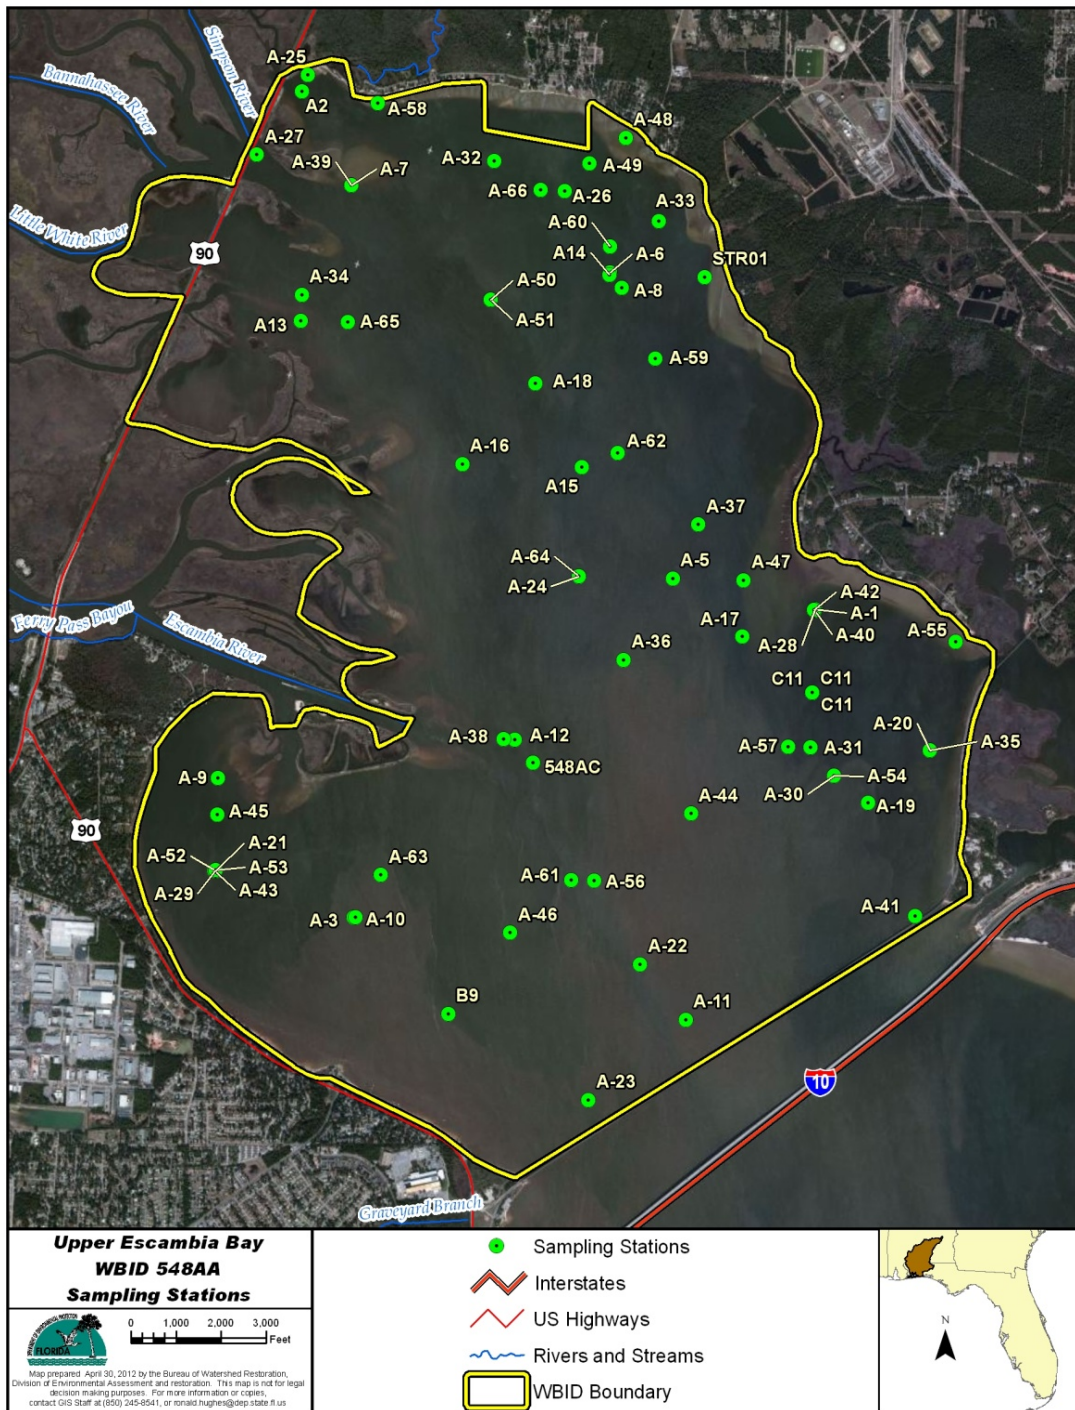 Simpson River
Bannahassee River
A-25
A2
A-58
A-48
A-27
A-39
A-7
A-32
A-49
A-66
A-26
A-33
Little White River
A-60
90
A14
A-6
STR01
A-34
A-50
A-8
A13
A-65
A-51
A-59
A-18
A-16
A-62
A15
A-37
A-64
A-24
A-5
A-47
A-42
A-1
A-40
A-17
A-28
A-55
Ferry Pass Bayou
Escambia River
A-36
C11
C11
C11
A-38
A-12
A-57
A-31
A-20
A-35
548AC
A-9
A-30
A-54
A-45
A-44
A-19
90
A-52
A-21
A-53
A-29
A-43
A-63
A-61
A-56
A-3
A-10
A-46
A-41
A-22
B9
A-11
A-23
10
Graveyard Branch
Upper Escambia Bay
WBID 548AA
Sampling Stations
0 1,000 2,000 3,000
Feet
FLORIDA
Map prepared April 30, 2012 by the Bureau of Watershed Restoration,
Division of Environmental Assessment and restoration. This map is not for legal
decision making purposes. For more information or copies,
contact GIS Staff at (850) 245-8541, or ronald.hughes@dep.state.fl.us
Sampling Stations
Interstates
US Highways
Rivers and Streams
WBID Boundary
N